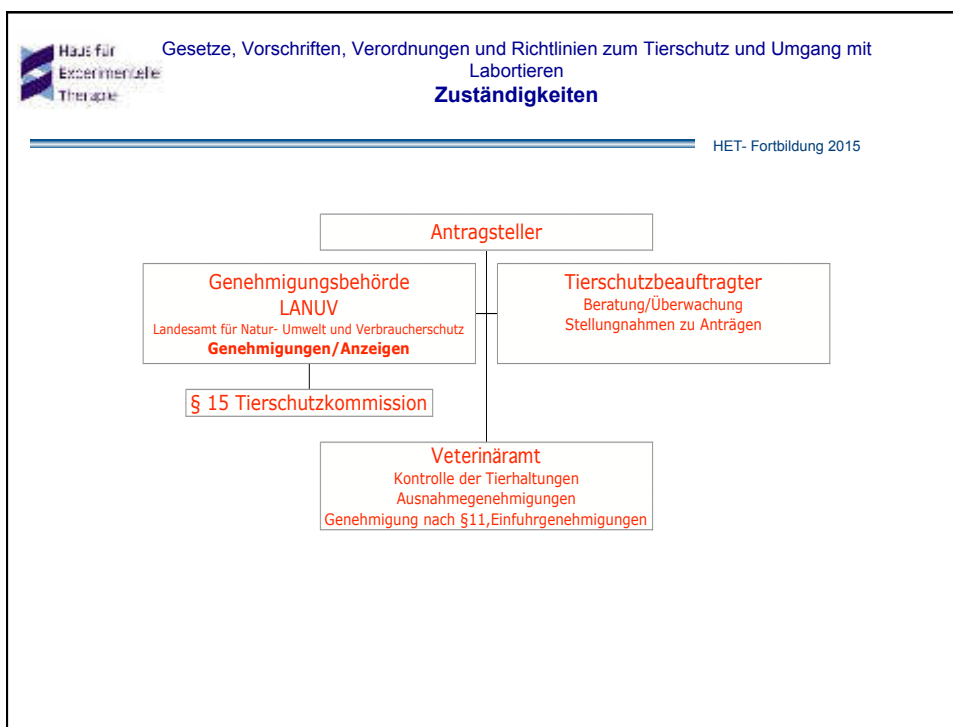 Haus für
Experimentelle
Therapie
Gesetze, Vorschriften, Verordnungen und Richtlinien zum Tierschutz und Umgang mit
Labortieren
Zuständigkeiten
HET- Fortbildung 2015
Antragsteller
Genehmigungsbehörde
LANUV
Landesamt für Natur- Umwelt und Verbraucherschutz
Genehmigungen/Anzeigen
Tierschutzbeauftragter
Beratung/Überwachung
Stellungnahmen zu Anträgen
§ 15 Tierschutzkommission
Veterinäramt
Kontrolle der Tierhaltungen
Ausnahmegenehmigungen
Genehmigung nach §11,Einfuhrgenehmigungen